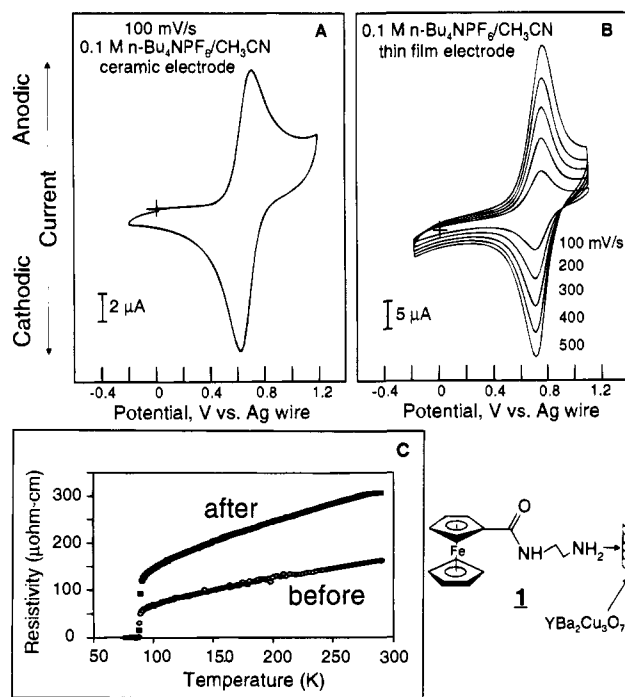 100 mV/s
0.1 M n-Bu4NPF6/CH3CN
ceramic electrode
A
Anodic
Current
Cathodic
2 μA
-0.4 0 0.4 0.8 1.2
Potential, V vs. Ag wire
0.1 M n-Bu4NPF6/CH3CN
thin film electrode
B
100 mV/s
200
300
400
500
5 μA
-0.4 0 0.4 0.8 1.2
Potential, V vs. Ag wire
C
Resistivity (μohm-cm)
300
200
100
0
after
before
50 100 150 200 250 300
Temperature (K)
O
Fe
NH
NH2
1
YBa2Cu3O7